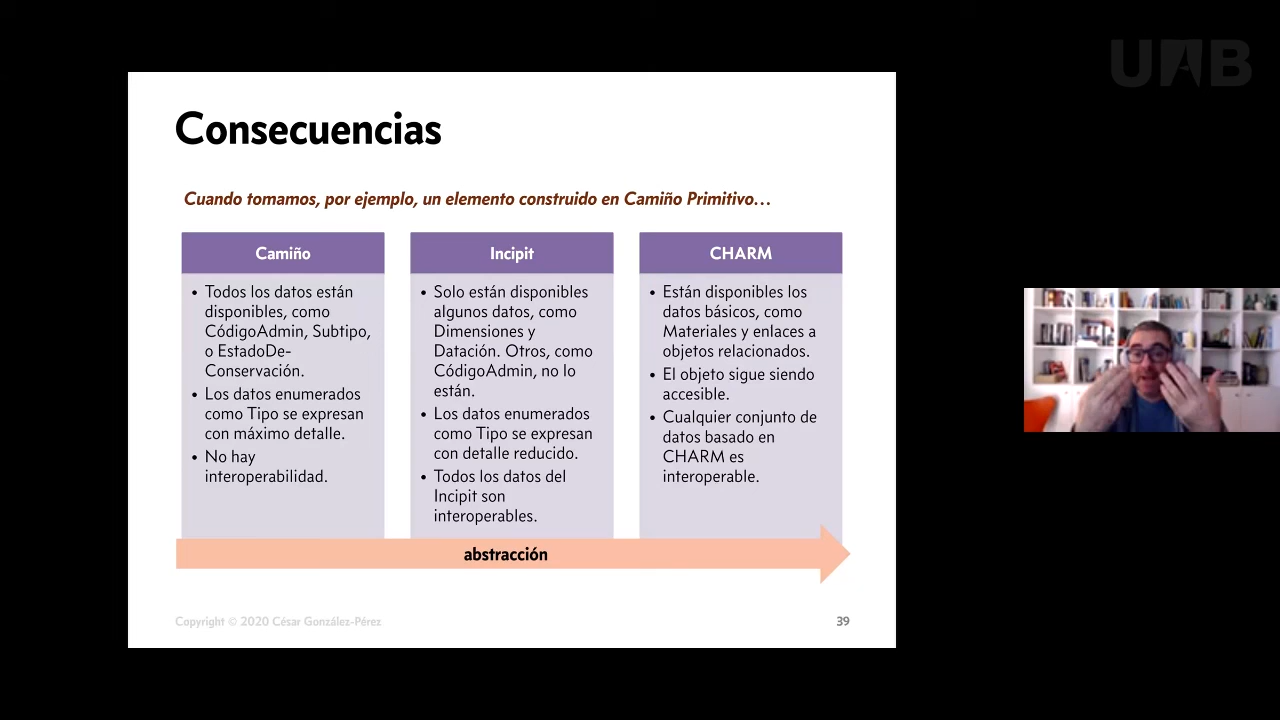 UAB
Consecuencias
Cuando tomamos, por ejemplo, un elemento construido en Camiño Primitivo…
Camiño
• Todos los datos están
disponibles, como
CódigoAdmin, Subtipo,
o EstadoDe-
Conservación.
• Los datos enumerados
como Tipo se expresan
con máximo detalle.
• No hay
interoperabilidad.
Incipit
• Solo están disponibles
algunos datos, como
Dimensiones y
Datación. Otros, como
CódigoAdmin, no lo
están.
• Los datos enumerados
como Tipo se expresan
con detalle reducido.
• Todos los datos del
Incipit son
interoperables.
CHARM
• Están disponibles los
datos básicos, como
Materiales y enlaces a
objetos relacionados.
• El objeto sigue siendo
accesible.
• Cualquier conjunto de
datos basado en
CHARM es
interoperable.
abstracción
Copyright © 2020 César González-Pérez
39